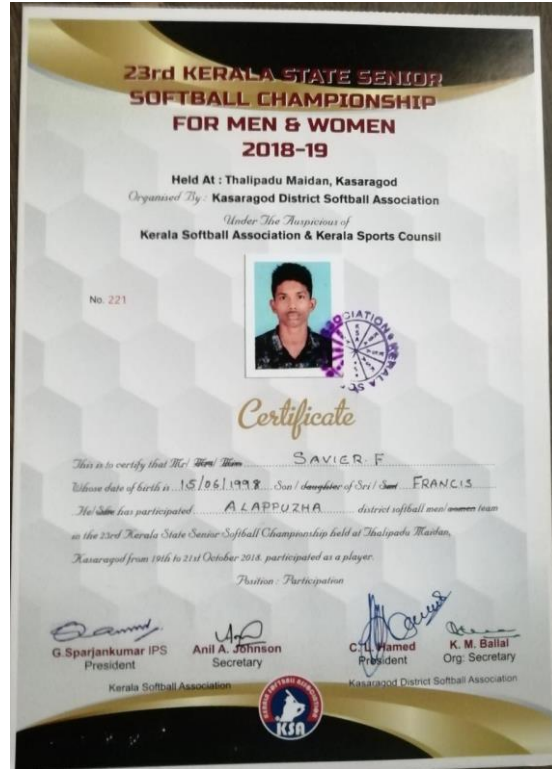 23rd KERALA STATE SENIOR
SOFTBALL CHAMPIONSHIP
FOR MEN & WOMEN
2018-19
Held At : Thalipadu Maidan, Kasaragod
Organised By : Kasaragod District Softball Association
Under The Auspicious of
Kerala Softball Association & Kerala Sports Counsil
No. 221
Certificate
This is to certify that Mr/ SAVIER. F
Whose date of birth is 15/06/1998 Son / daughter of Sri / Smt FRANCIS
He/ She has participated ALAPPUZHA district softball men/ women team
in the 23rd Kerala State Senior Softball Championship held at Thalipadu Maidan,
Kasaragod from 19th to 21st October 2018. participated as a player.
Position : Participation
G.Sparjankumar IPS Anil A. Johnson C. L. Hamed K. M. Ballal
President Secretary President Org: Secretary
Kerala Softball Association Kasaragod District Softball Association
KERALA SOFTBALL ASSOCIATION
KSA